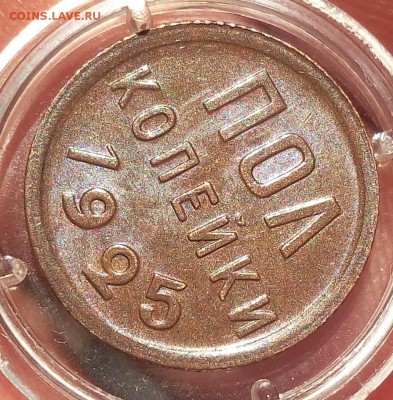 COINS.LAVE.RU
ПОЛ
КОПЕЙКИ
1925